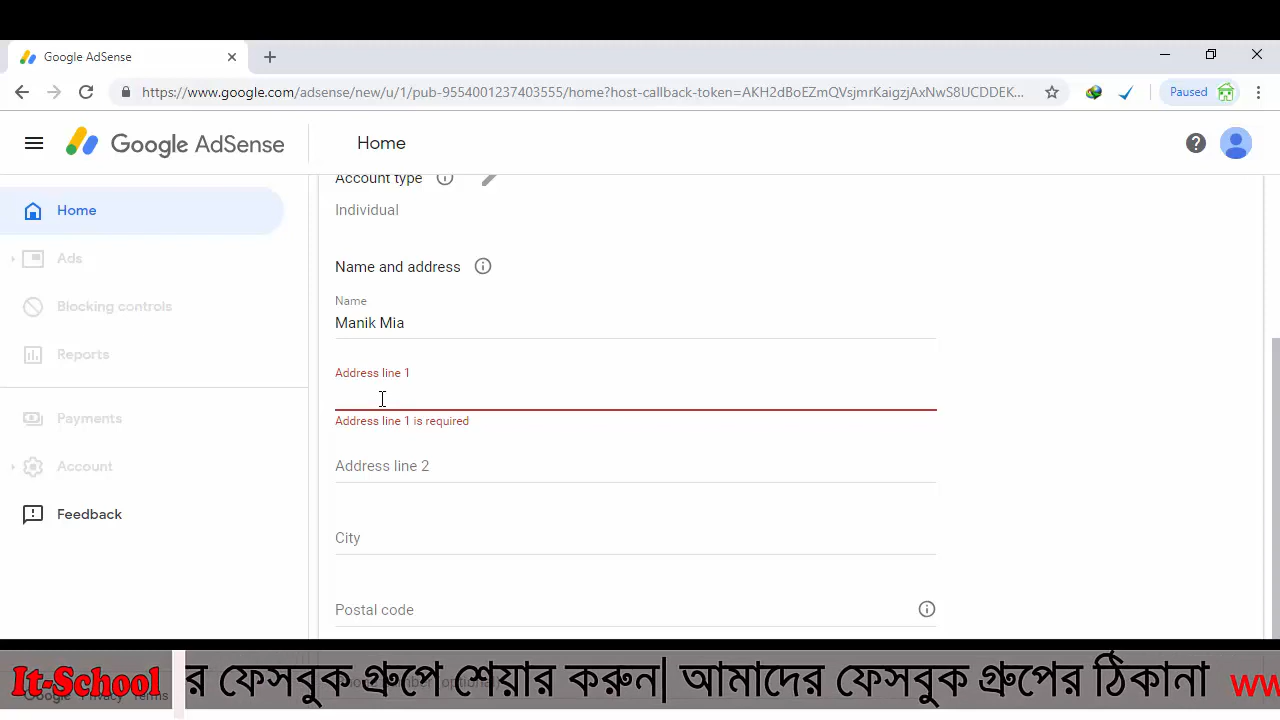 Google AdSense
https://www.google.com/adsense/new/u/1/pub-9554001237403555/home?host-callback-token=AKH2dBoEZmQVsjmrKaigzjAxNwS8UCDDEK...
Paused
Google AdSense
Home
Account type
Individual
Home
Ads
Blocking controls
Reports
Payments
Account
Feedback
Name and address
Name
Manik Mia
Address line 1
Address line 1 is required
Address line 2
City
Postal code
It-School
র ফেসবুক গ্রুপে শেয়ার করুন| আমাদের ফেসবুক গ্রুপের ঠিকানা
Google Privacy Terms